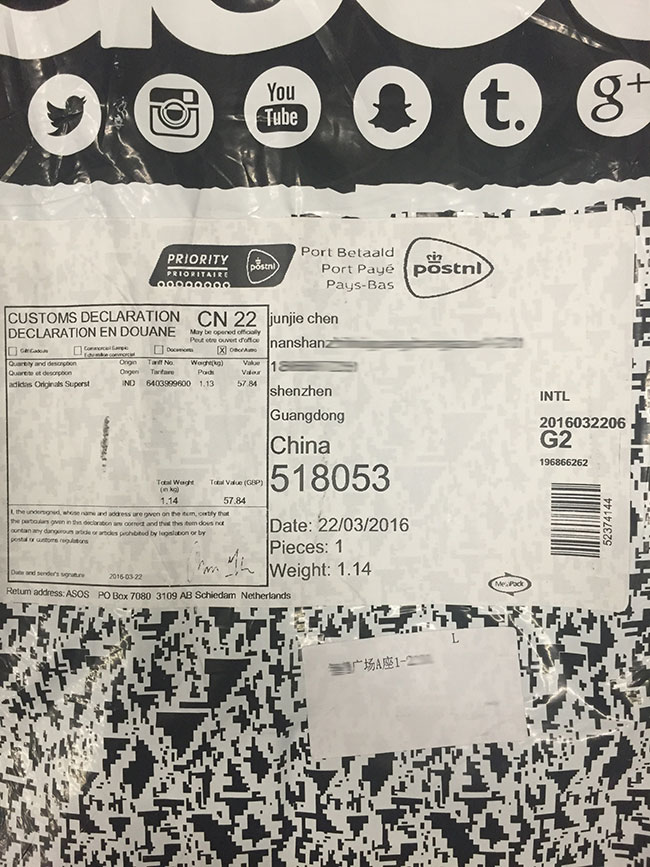 You
Tube
t.
g+
PRIORITY
PRIORITAIRE
postnl
Port Betaald
Port Payé
Pays-Bas
postnl
CUSTOMS DECLARATION CN 22
DECLARATION EN DOUANE May be opened officially
Peut etre ouvert d'office
Gift/Cadeau Commercial Sample Documents X Other/Autre
Echantillon commercial
Quantity and description Origin Tariff No. Weight(kg) Value
Quantite et description Origen Tarifaire Poids Valeur
adidas Originals Superst IND 6403999600 1.13 57.84
Total Weight Total Value (GBP)
(in kg)
1.14 57.84
I, the undersigned, whose name and address are given on the item, certify that
the particulars given in this declaration are correct and that this item does not
contain any dangerous article or articles prohibited by legislation or by
postal or customs regulations
Date and sender's signature 2016-03-22
junjie chen
nanshan
1
shenzhen
Guangdong
China
518053
Date: 22/03/2016
Pieces: 1
Weight: 1.14
INTL
2016032206
G2
196866262
52374144
MetaPack
Return address: ASOS PO Box 7080 3109 AB Schiedam Netherlands
L
广场A座1-2